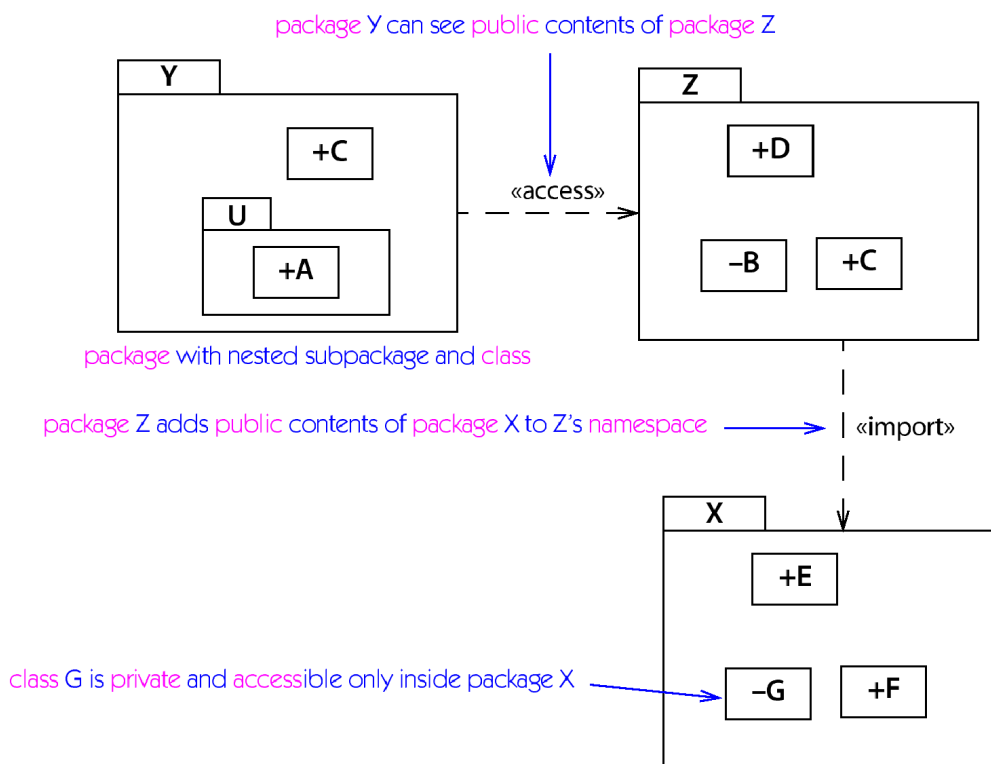 package Y can see public contents of package Z
Y
Z
+C
+D
«access»
U
+A
–B
+C
package with nested subpackage and class
package Z adds public contents of package X to Z’s namespace
«import»
X
+E
class G is private and accessible only inside package X
–G
+F